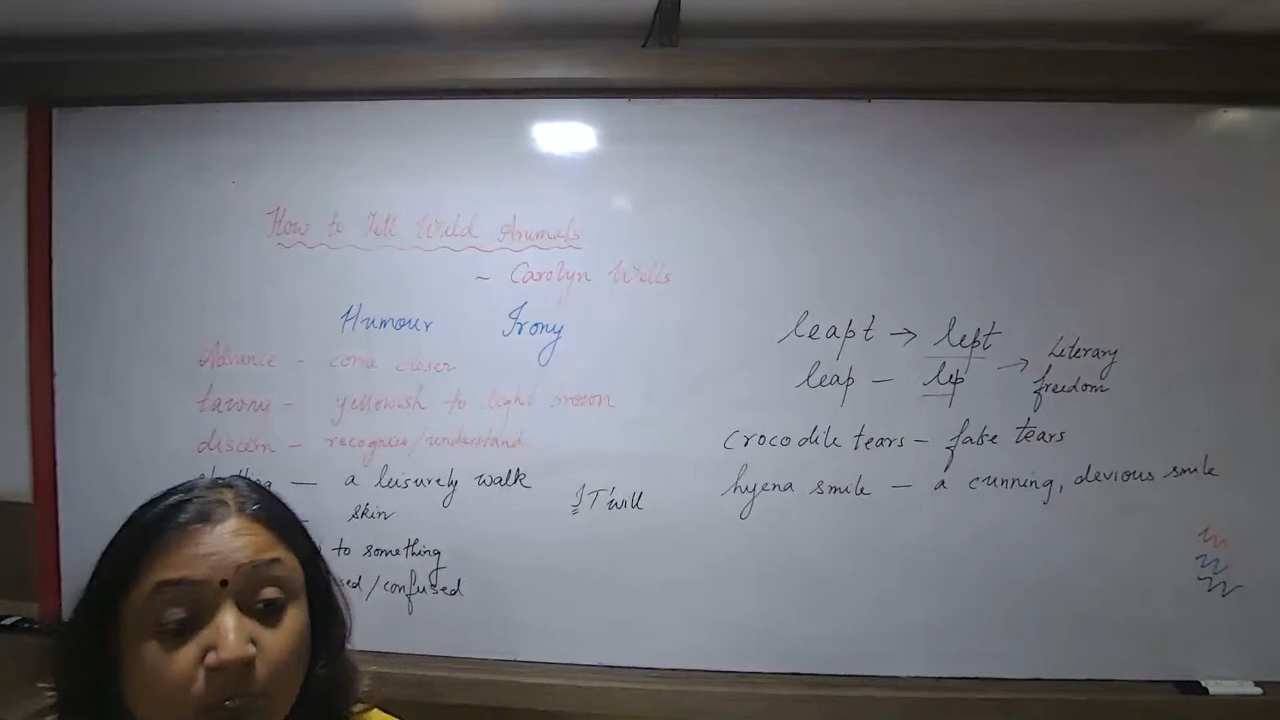 How to Tell Wild Animals
~ Carolyn Wells
Humour Irony
Advance - come closer
tawny - yellowish to light brown
discern - recognise/understand
— a leisurely walk
- skin
to something
/confused
IT'will
leapt → lept
leap — lep → Literary freedom
crocodile tears - fake tears
hyena smile — a cunning, devious smile